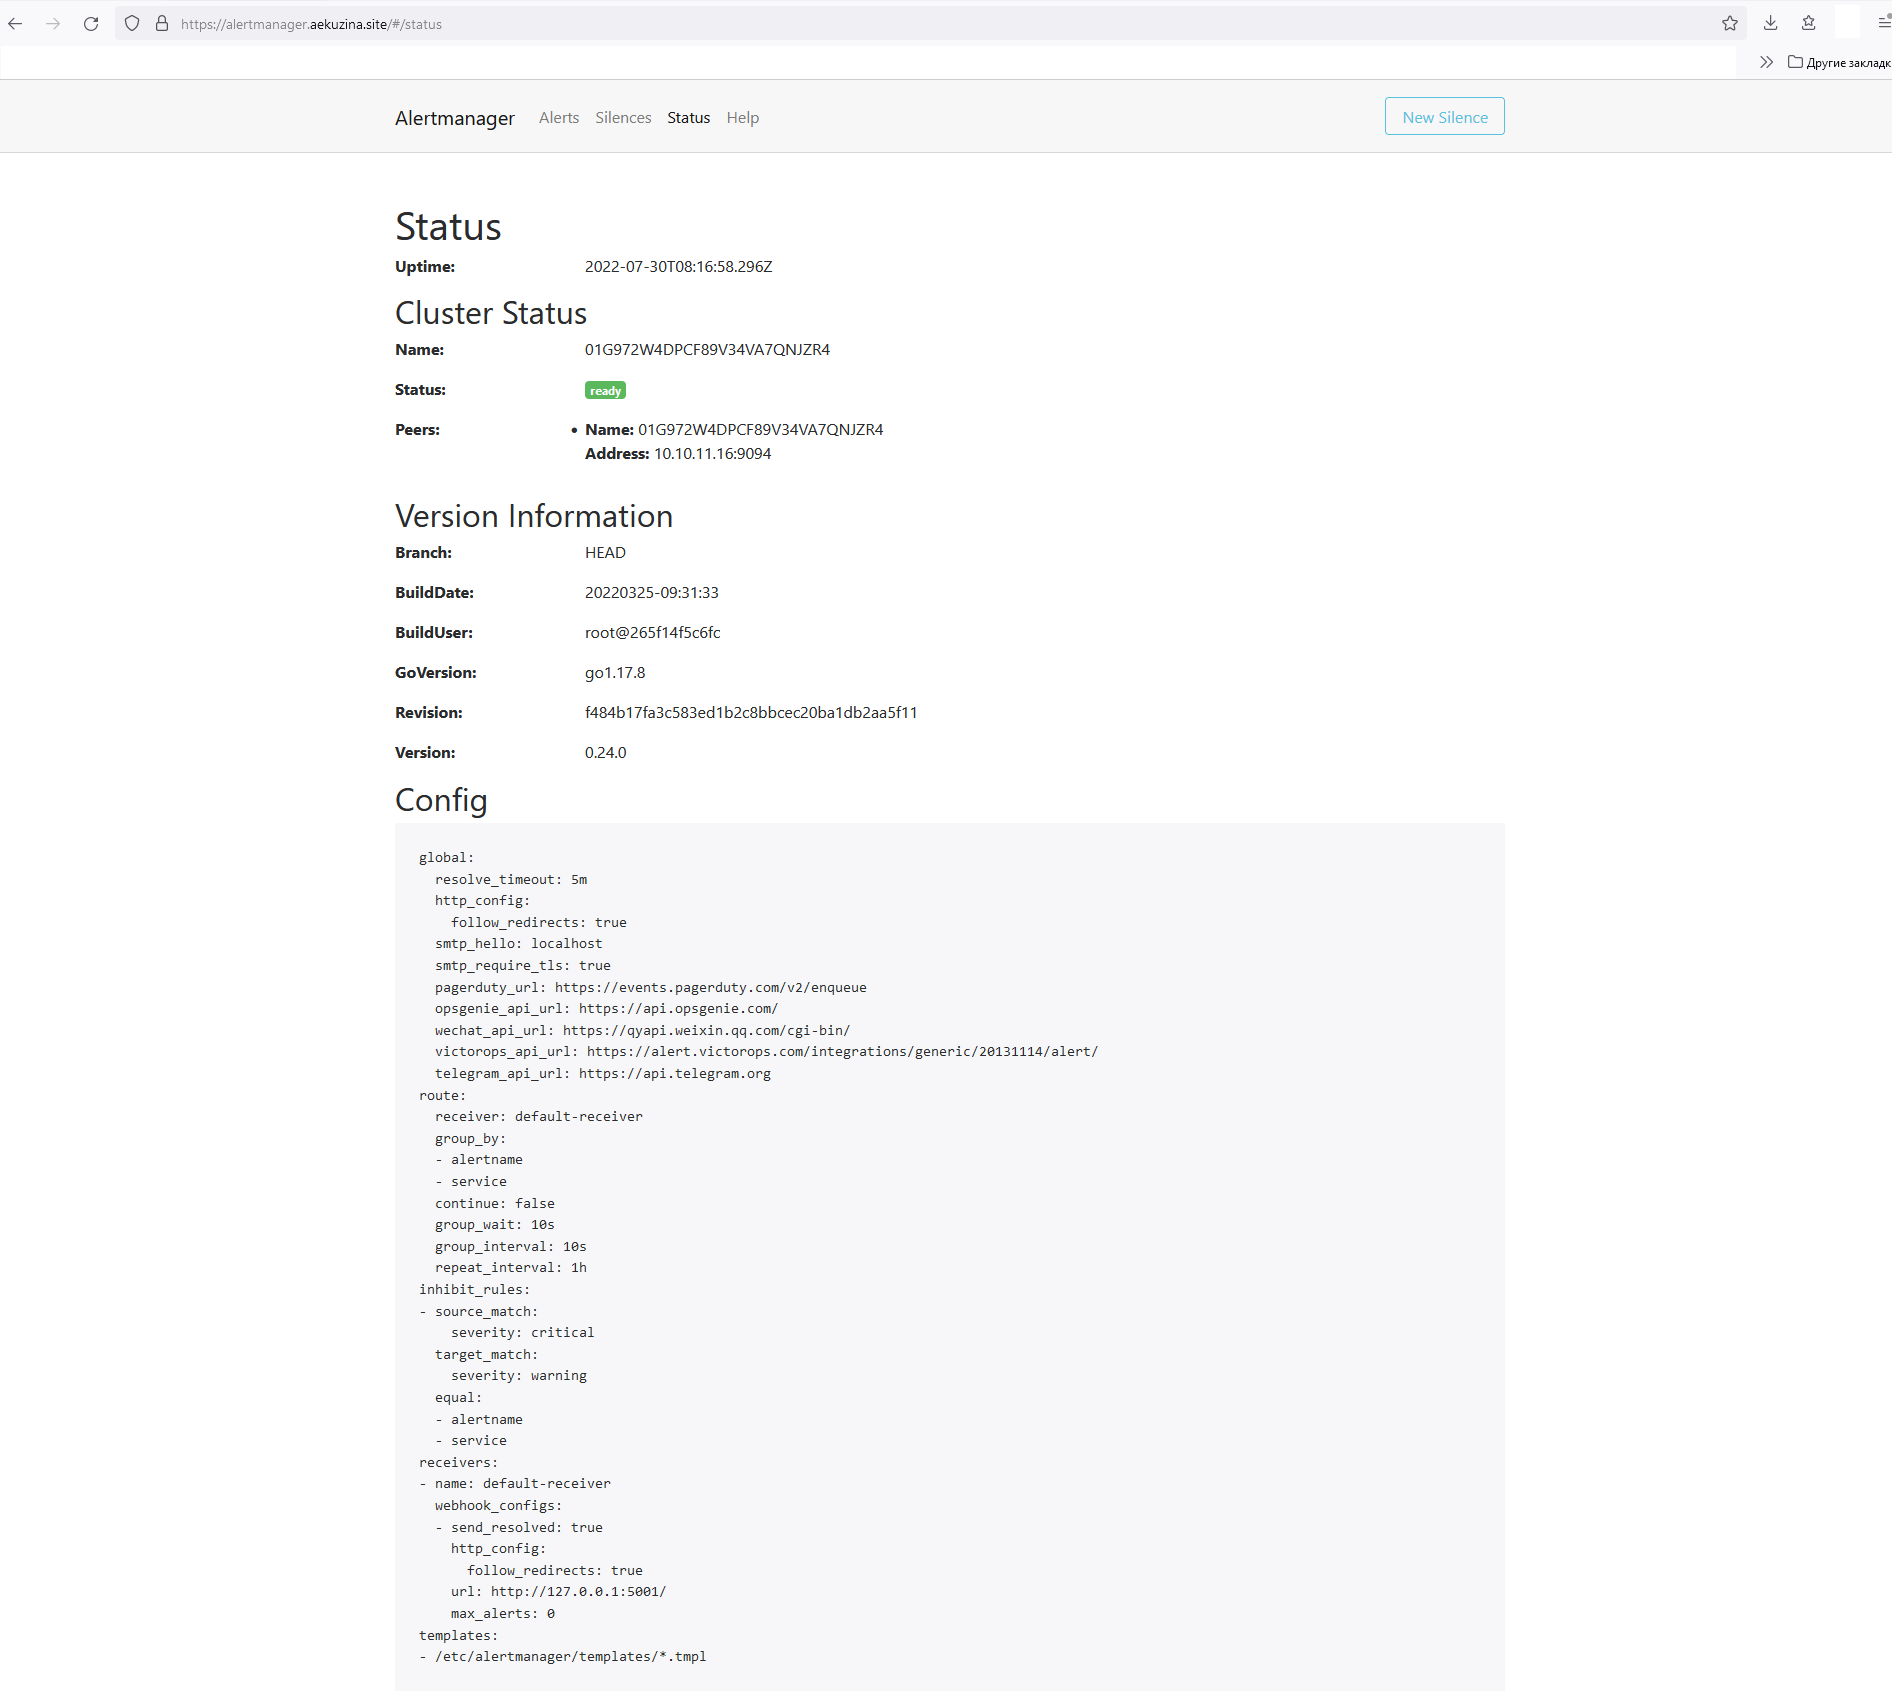 https://alertmanager.aekuzina.site/#/status
Другие закладк
Alertmanager Alerts Silences Status Help New Silence
Status
Uptime: 2022-07-30T08:16:58.296Z
Cluster Status
Name: 01G972W4DPCF89V34VA7QNJZR4
Status: ready
Peers: • Name: 01G972W4DPCF89V34VA7QNJZR4
Address: 10.10.11.16:9094
Version Information
Branch: HEAD
BuildDate: 20220325-09:31:33
BuildUser: root@265f14f5c6fc
GoVersion: go1.17.8
Revision: f484b17fa3c583ed1b2c8bbcec20ba1db2aa5f11
Version: 0.24.0
Config
global:
  resolve_timeout: 5m
  http_config:
    follow_redirects: true
  smtp_hello: localhost
  smtp_require_tls: true
  pagerduty_url: https://events.pagerduty.com/v2/enqueue
  opsgenie_api_url: https://api.opsgenie.com/
  wechat_api_url: https://qyapi.weixin.qq.com/cgi-bin/
  victorops_api_url: https://alert.victorops.com/integrations/generic/20131114/alert/
  telegram_api_url: https://api.telegram.org
route:
  receiver: default-receiver
  group_by:
  - alertname
  - service
  continue: false
  group_wait: 10s
  group_interval: 10s
  repeat_interval: 1h
inhibit_rules:
- source_match:
    severity: critical
  target_match:
    severity: warning
  equal:
  - alertname
  - service
receivers:
- name: default-receiver
  webhook_configs:
  - send_resolved: true
    http_config:
      follow_redirects: true
    url: http://127.0.0.1:5001/
    max_alerts: 0
templates:
- /etc/alertmanager/templates/*.tmpl